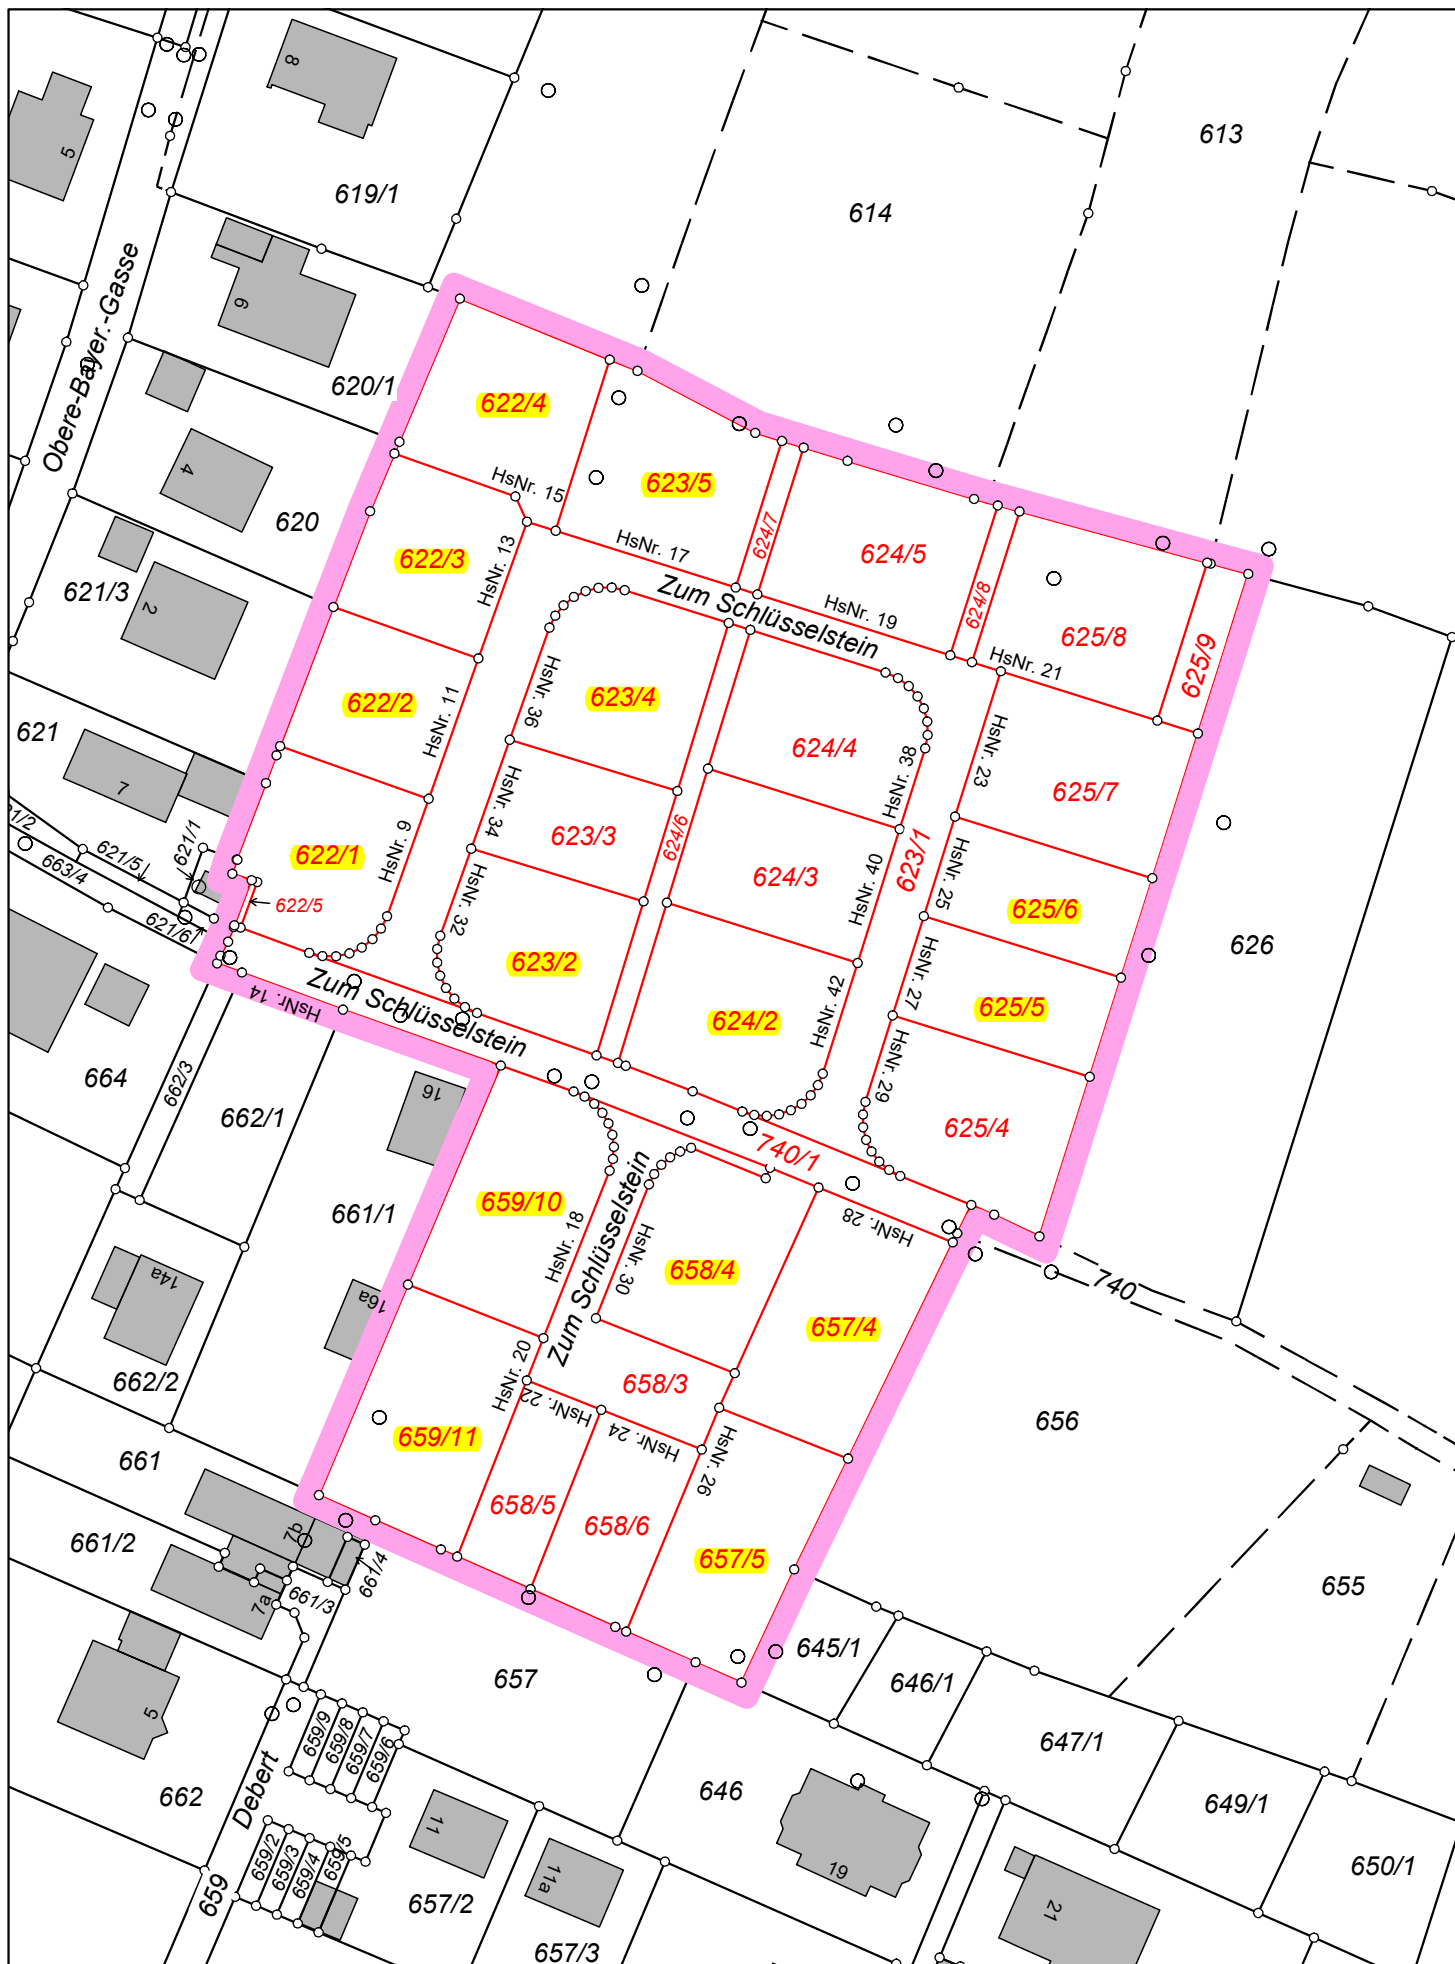 8
5
619/1
613
614
Obere-Bayer.-Gasse
6
620/1
622/4
623/5
HsNr. 15
624/7
4
620
HsNr. 13
HsNr. 17
624/5
622/3
Zum Schlüsselstein
624/8
621/3
2
HsNr. 19
625/8
HsNr. 21
625/9
622/2
HsNr. 36
623/4
HsNr. 11
621
624/4
HsNr. 38
HsNr. 23
7
625/7
21/2
621/1
HsNr. 34
623/3
624/6
621/5
663/4
HsNr. 9
622/1
623/1
624/3
HsNr. 40
HsNr. 25
622/5
HsNr. 32
625/6
621/6
626
623/2
Zum Schlüsselstein
HsNr. 14
HsNr. 42
HsNr. 27
625/5
624/2
664
662/3
HsNr. 29
16
662/1
625/4
740/1
Zum Schlüsselstein
659/10
661/1
HsNr. 18
HsNr. 28
HsNr. 30
658/4
14a
740
16a
657/4
HsNr. 20
662/2
658/3
HsNr. 22
656
HsNr. 24
659/11
661
HsNr. 26
658/5
658/6
7b
661/2
661/4
657/5
661/3
7a
655
645/1
657
646/1
5
647/1
659/9
659/8
659/7
659/6
Debert
662
646
649/1
11
659/2
659/3
659/4
659/5
11a
19
650/1
659
657/2
21
657/3